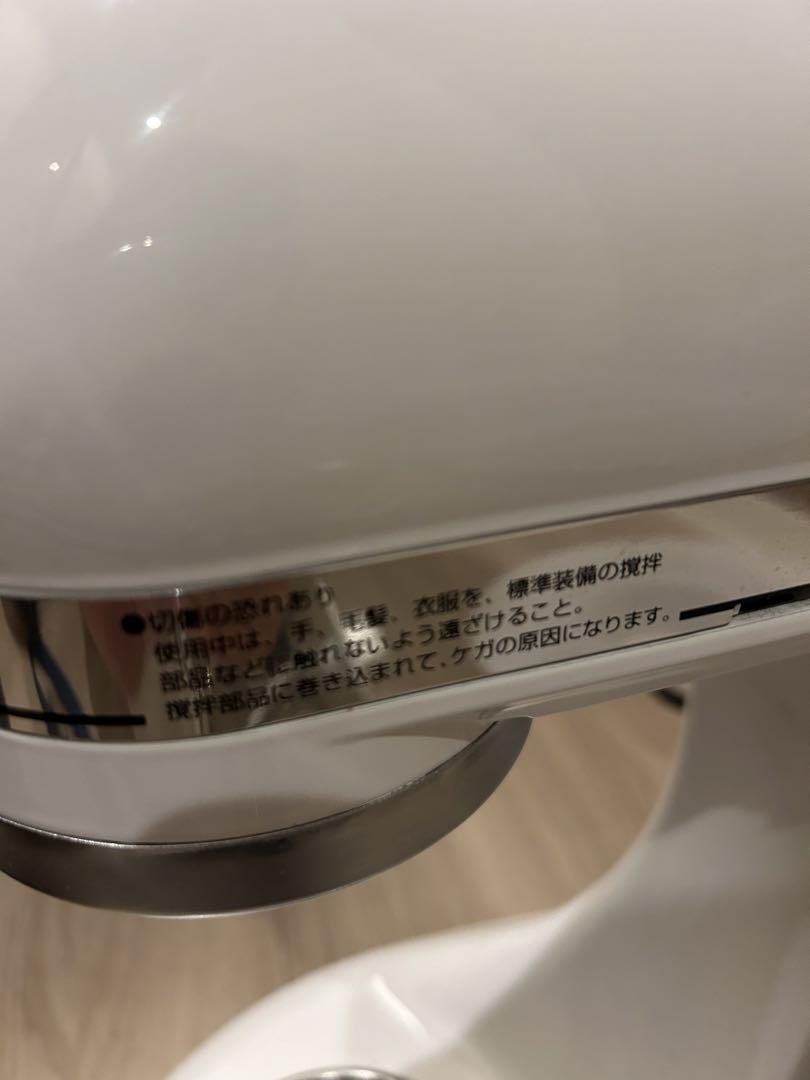 ●切傷の恐れあり
使用中は、手、毛髪、衣服を、標準装備の撹拌
部品などに触れないよう遠ざけること。
撹拌部品に巻き込まれて、ケガの原因になります。